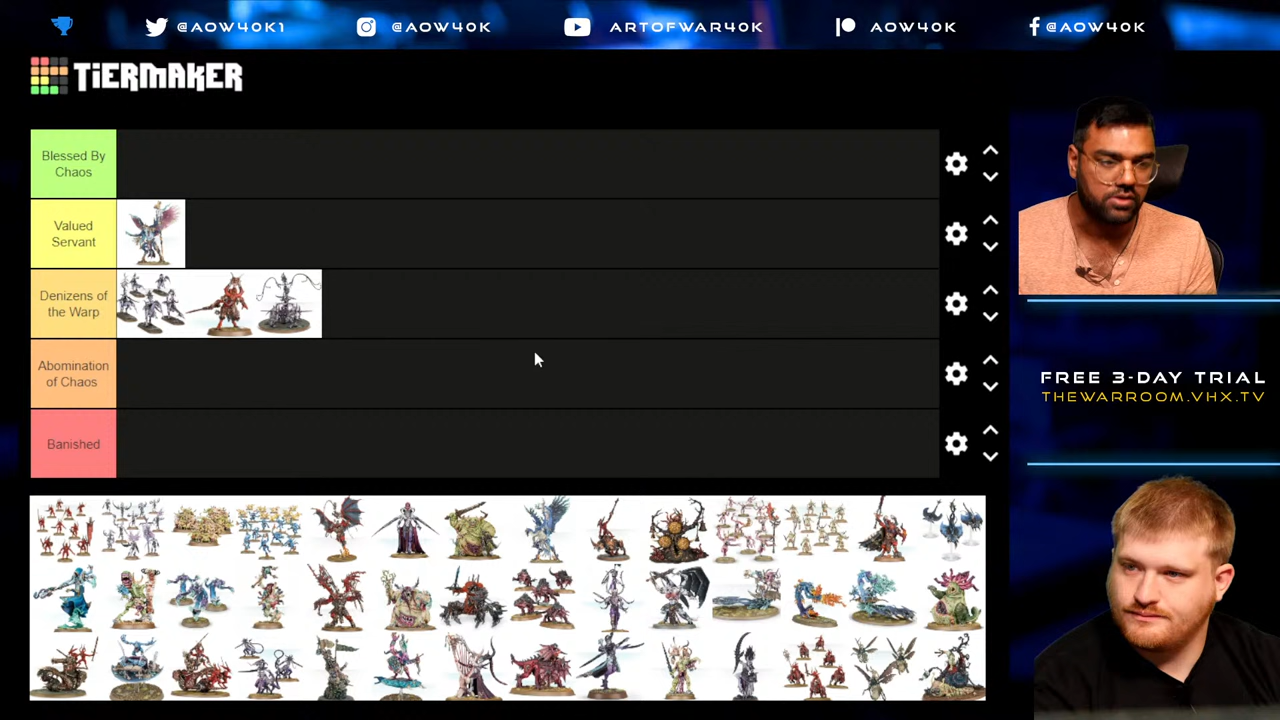 @AOW40K1
@AOW40K
ARTOFWAR40K
AOW40K
@AOW40K
TiERMAKER
Blessed By
Chaos
Valued
Servant
Denizens of
the Warp
Abomination
of Chaos
Banished
FREE 3-DAY TRIAL
THEWARROOM.VHX.TV